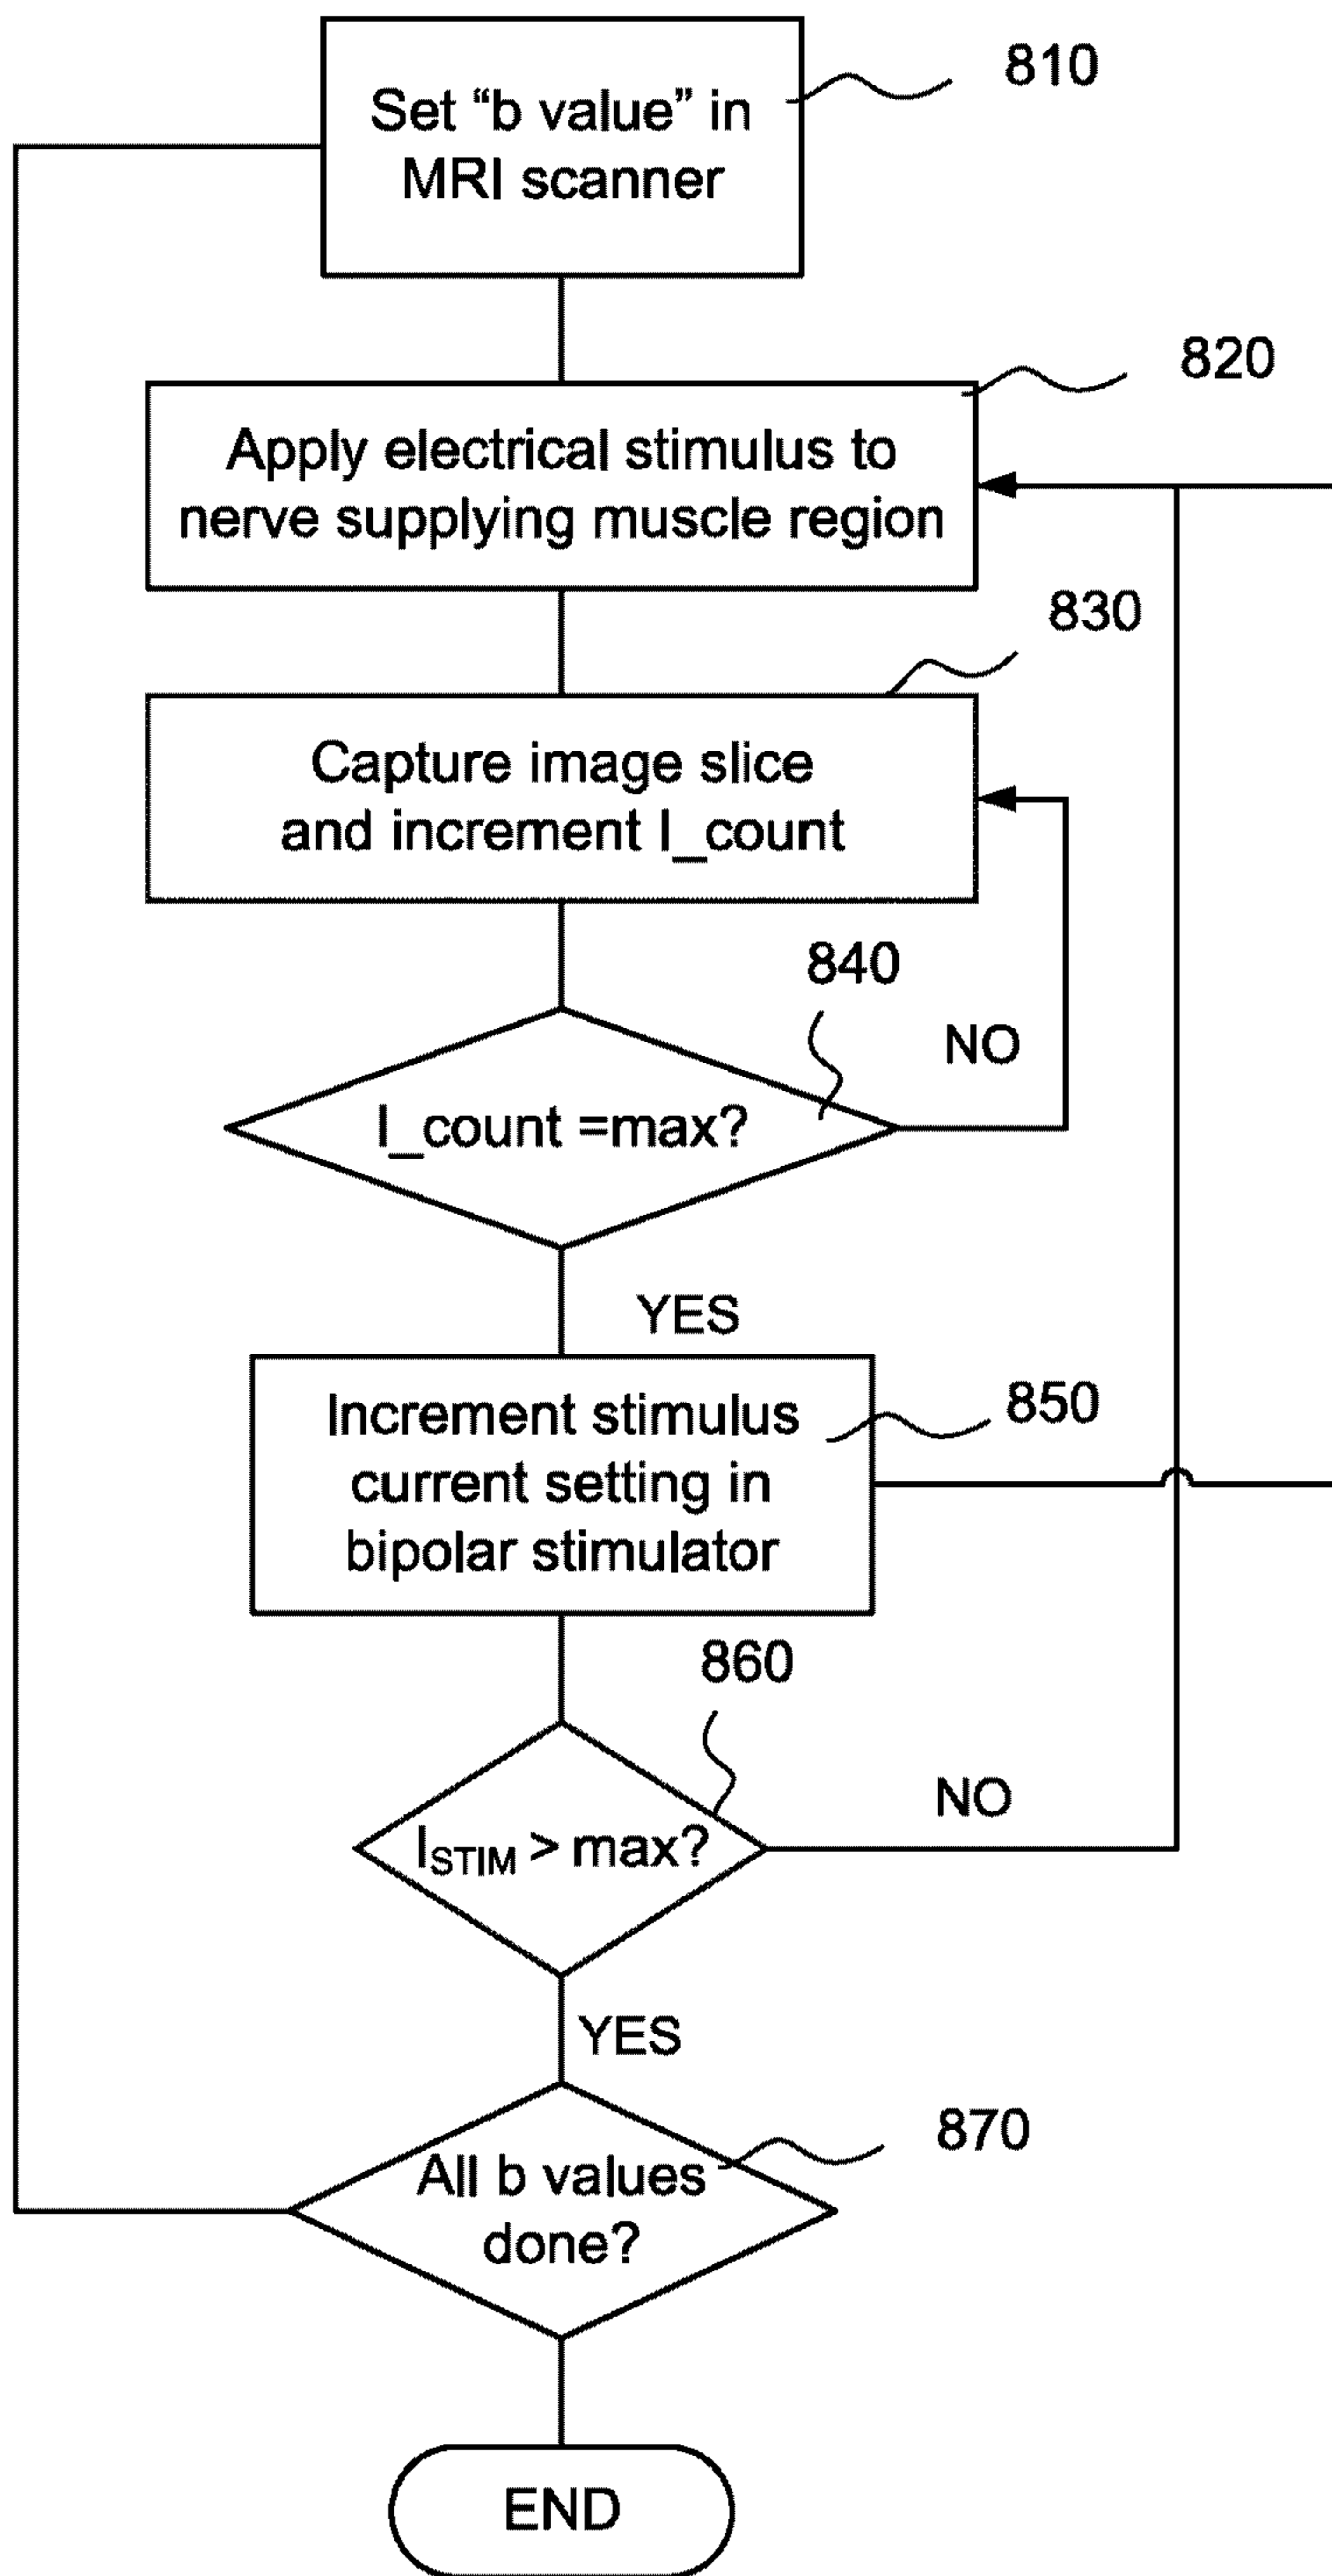 810
Set “b value” in
MRI scanner
820
Apply electrical stimulus to
nerve supplying muscle region
830
Capture image slice
and increment I_count
840
NO
I_count =max?
YES
850
Increment stimulus
current setting in
bipolar stimulator
860
NO
ISTIM > max?
YES
870
All b values
done?
END